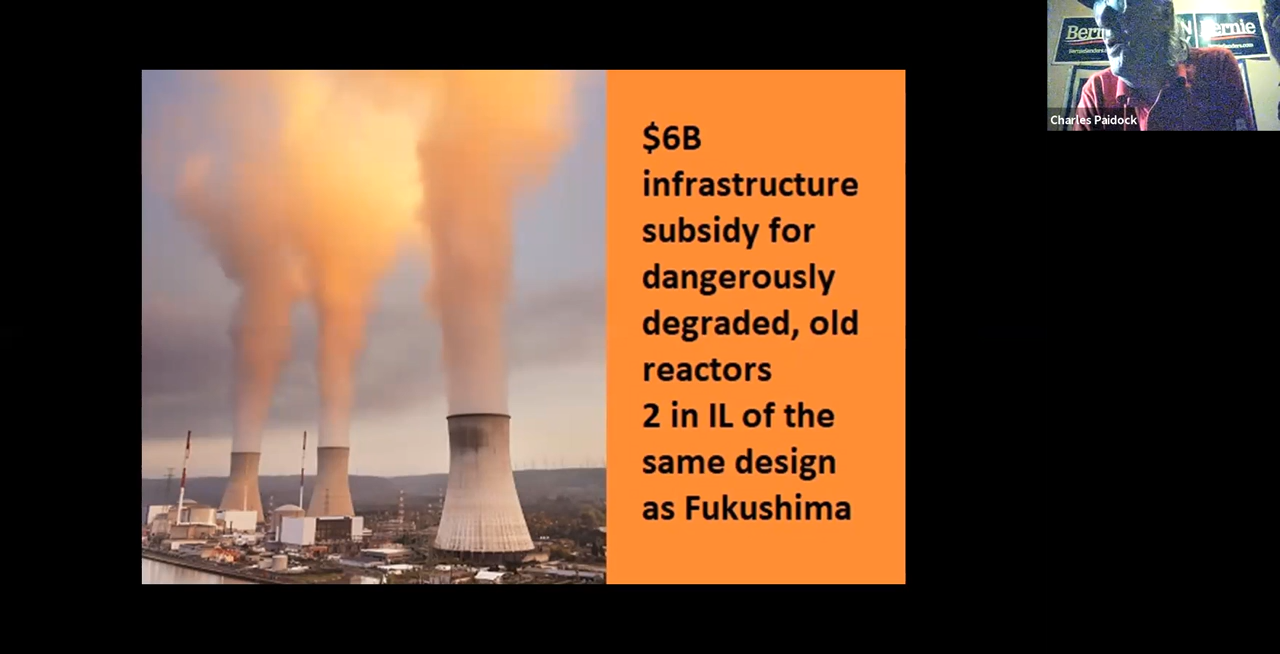 $6B
infrastructure
subsidy for
dangerously
degraded, old
reactors
2 in IL of the
same design
as Fukushima
Bernie
Charles Paidock